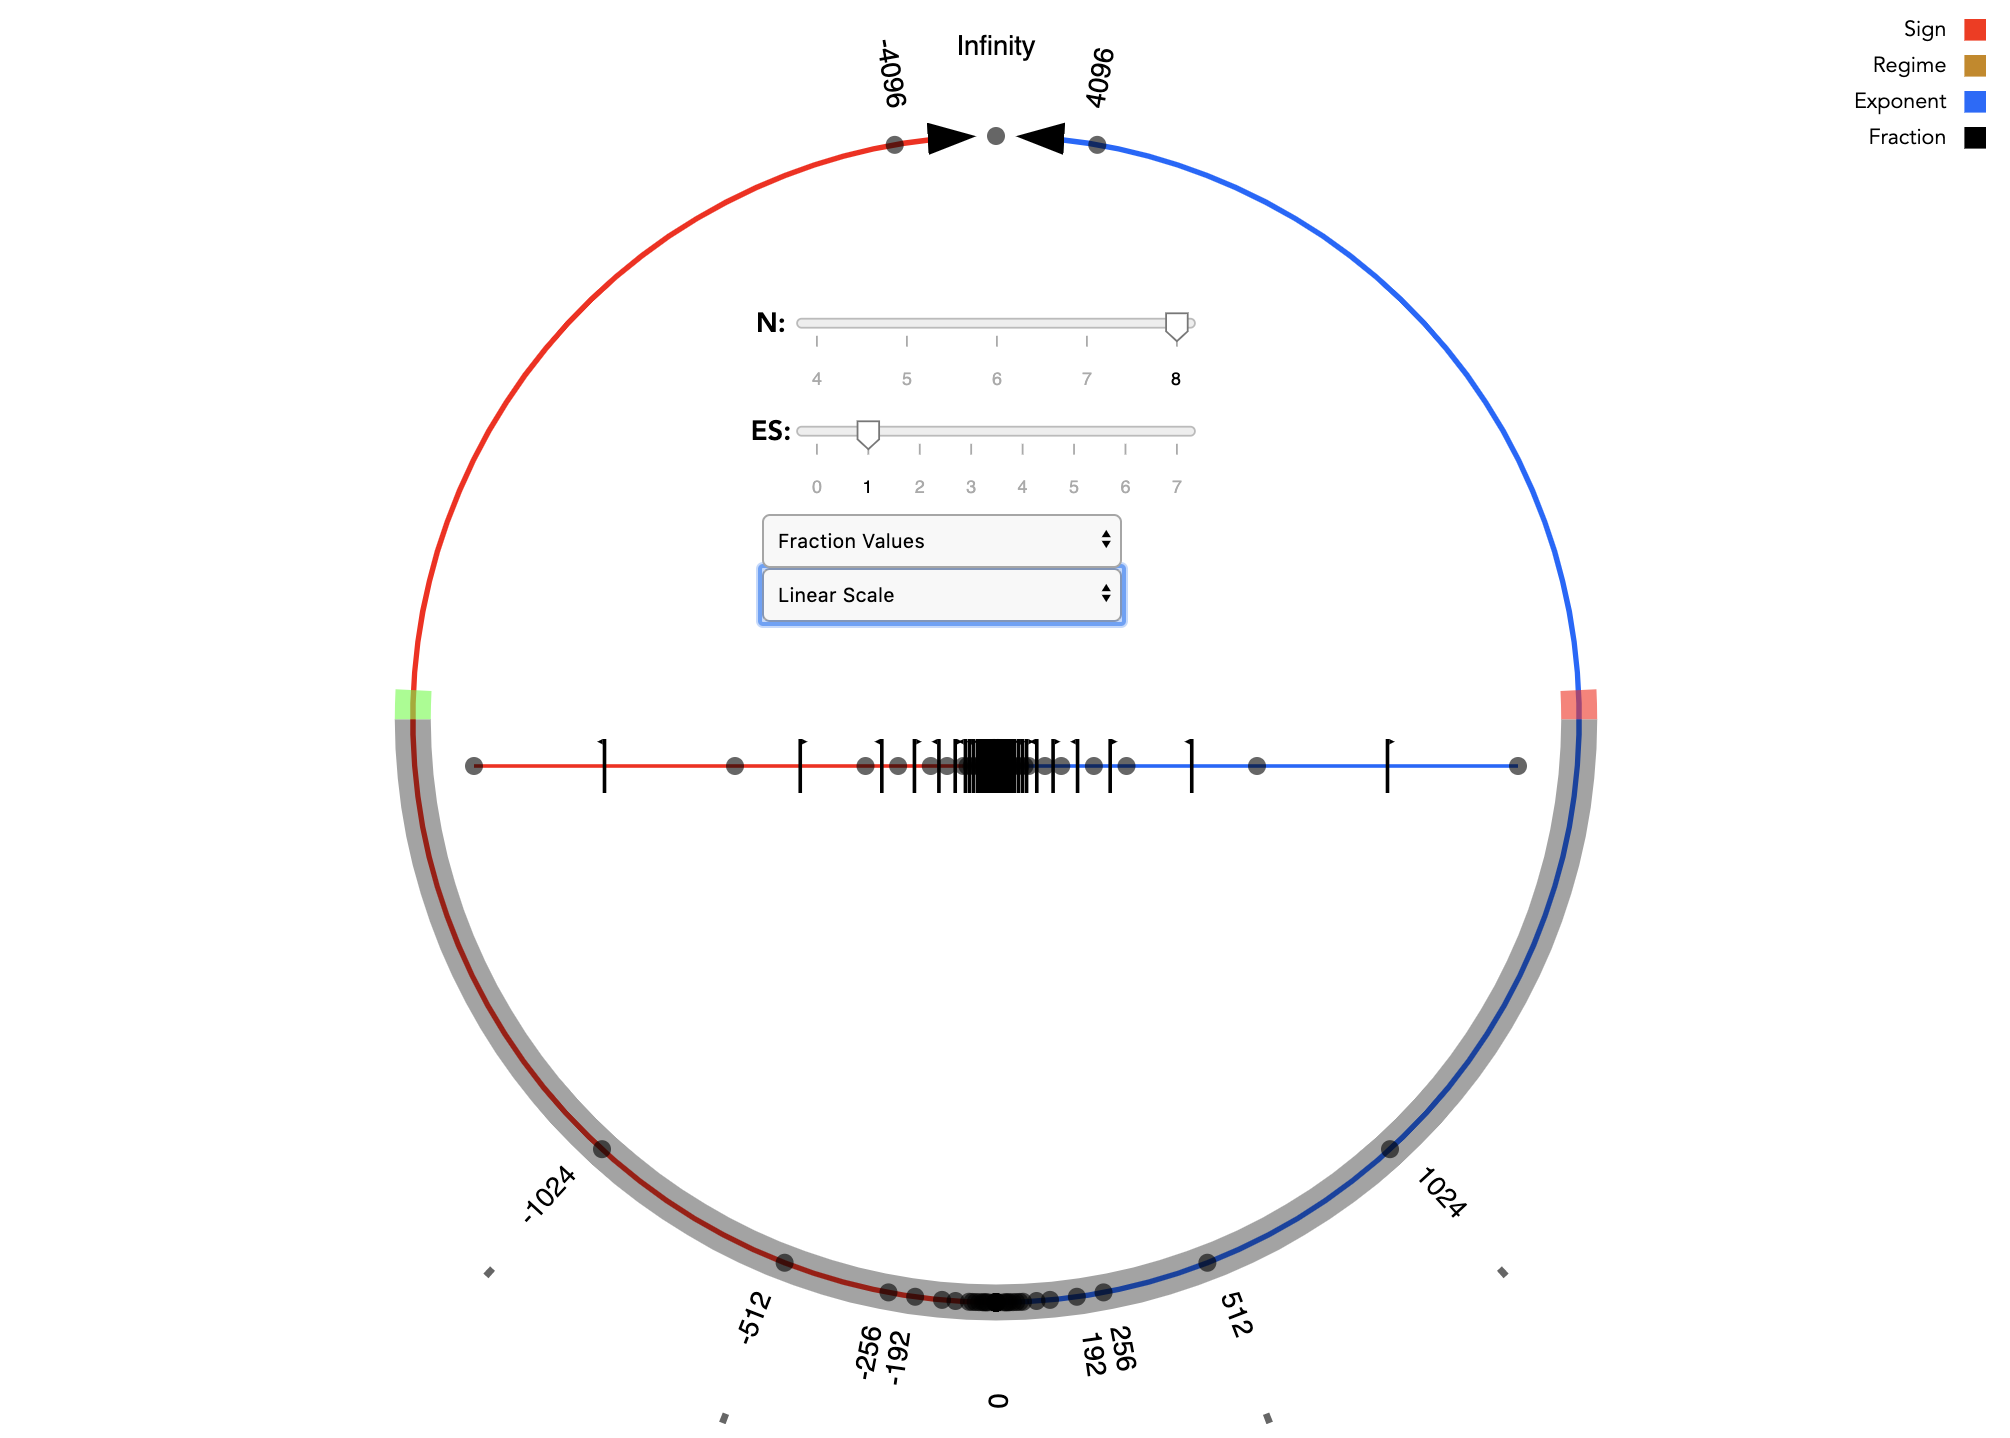 Infinity
-4096
4096
Sign
Regime
Exponent
Fraction
N:
4 5 6 7 8
ES:
0 1 2 3 4 5 6 7
Fraction Values
Linear Scale
-1024
1024
-512
512
-256
-192
192
256
0